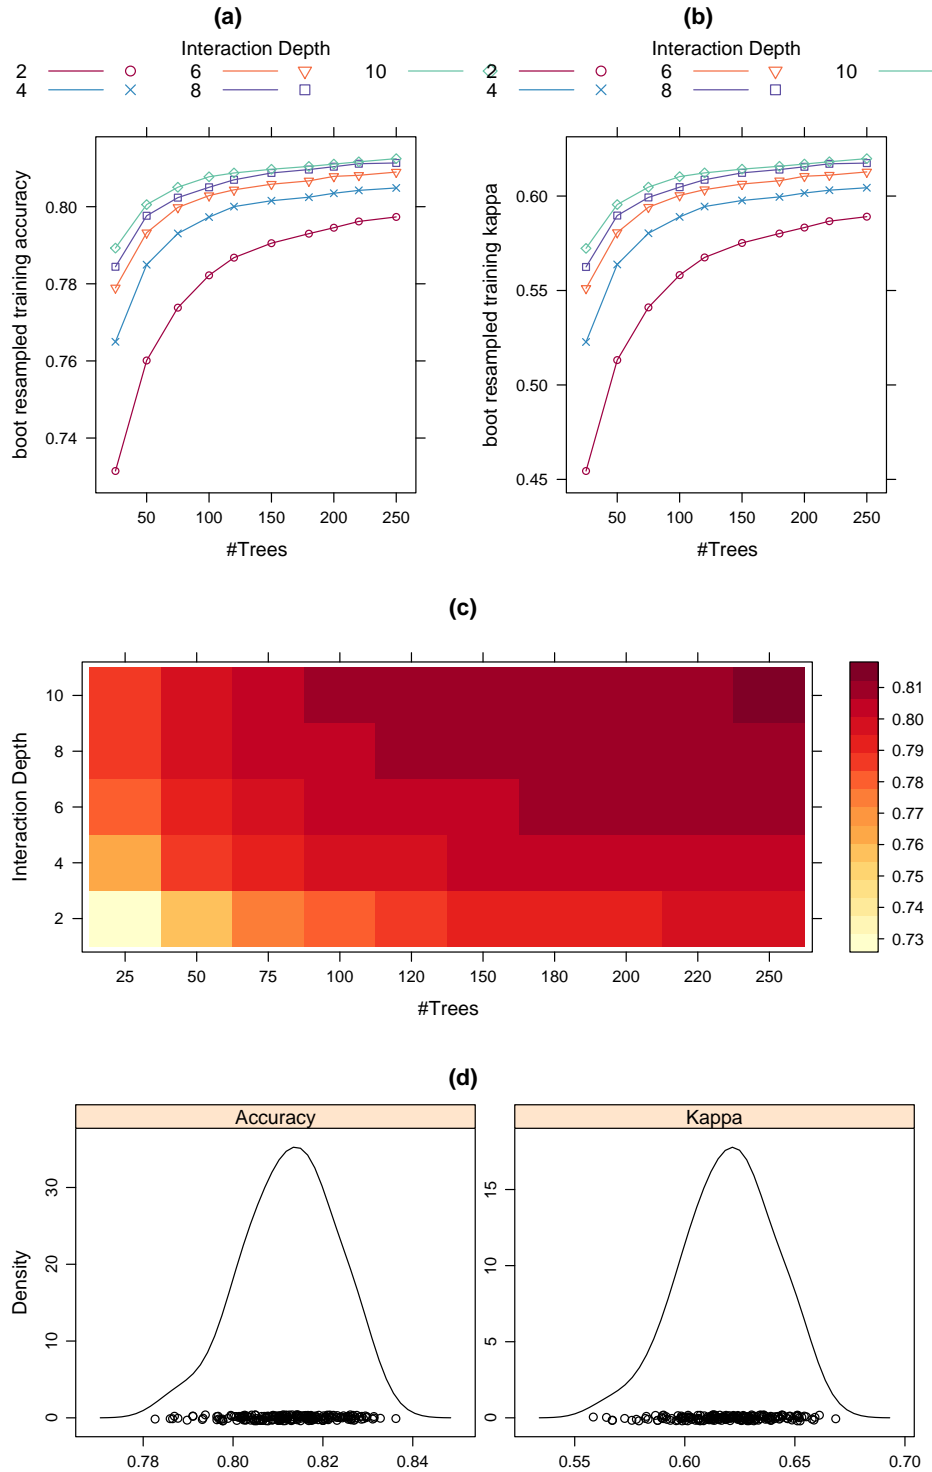 (a)
Interaction Depth
2 6 10
4 8
boot resampled training accuracy
0.80
0.78
0.76
0.74
50 100 150 200 250
#Trees
(b)
Interaction Depth
2 6 10
4 8
boot resampled training kappa
0.60
0.55
0.50
0.45
50 100 150 200 250
#Trees
(c)
Interaction Depth
10
8
6
4
2
25 50 75 100 120 150 180 200 220 250
#Trees
0.81
0.80
0.79
0.78
0.77
0.76
0.75
0.74
0.73
(d)
Accuracy
Density
30
20
10
0
0.78 0.80 0.82 0.84
Kappa
15
10
5
0
0.55 0.60 0.65 0.70